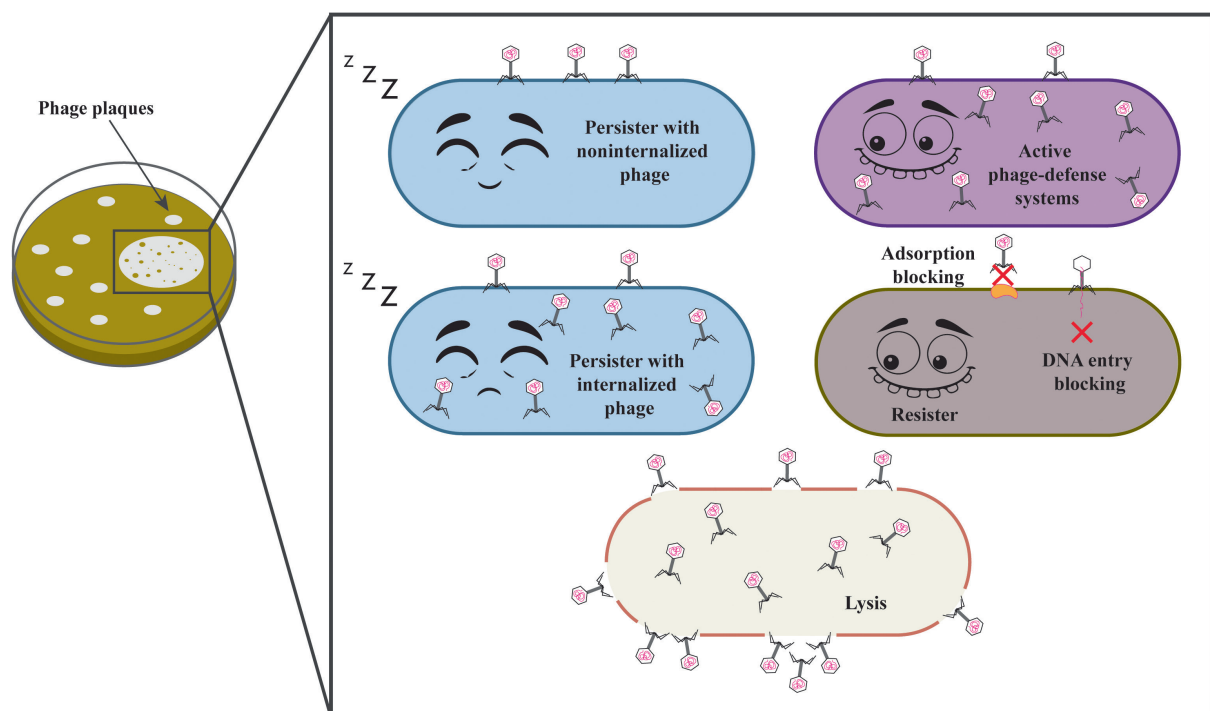 Phage plaques
z z z
Persister with
noninternalized
phage
Active
phage-defense
systems
z z z
Persister with
internalized
phage
Adsorption
blocking
DNA entry
blocking
Resister
Lysis